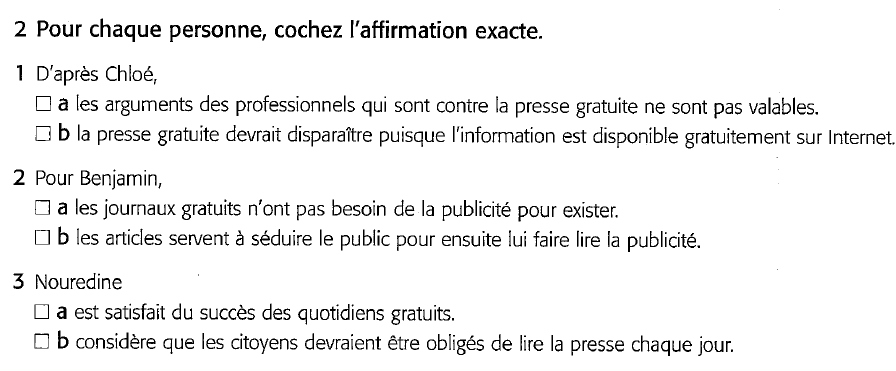 2 Pour chaque personne, cochez l'affirmation exacte.
1 D'après Chloé,
□ a les arguments des professionnels qui sont contre la presse gratuite ne sont pas valables.
□ b la presse gratuite devrait disparaître puisque l'information est disponible gratuitement sur Internet.
2 Pour Benjamin,
□ a les journaux gratuits n'ont pas besoin de la publicité pour exister.
□ b les articles servent à séduire le public pour ensuite lui faire lire la publicité.
3 Nouredine
□ a est satisfait du succès des quotidiens gratuits.
□ b considère que les citoyens devraient être obligés de lire la presse chaque jour.